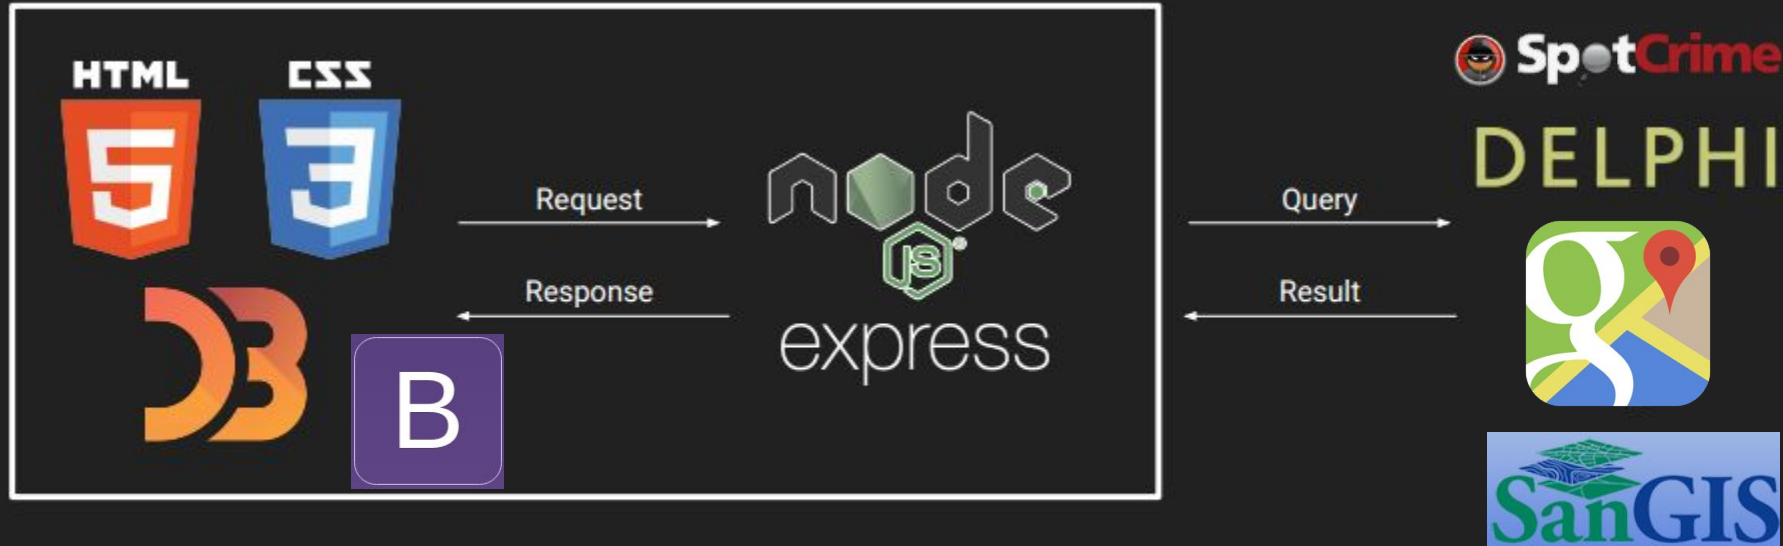 HTML
5
CSS
3
B
Request
Response
node
JS
express
Query
Result
SpotCrime
DELPHI
g
SanGIS